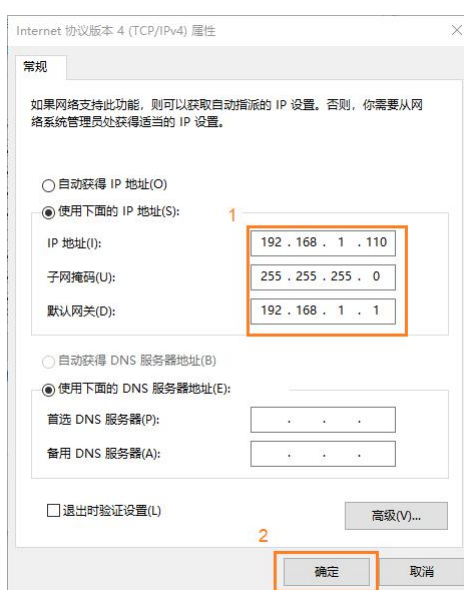 Internet 协议版本 4 (TCP/IPv4) 属性
常规
如果网络支持此功能，则可以获取自动指派的 IP 设置。否则，你需要从网
络系统管理员处获得适当的 IP 设置。
自动获得 IP 地址(O)
使用下面的 IP 地址(S):
1
IP 地址(I): 192 . 168 . 1 . 110
子网掩码(U): 255 . 255 . 255 . 0
默认网关(D): 192 . 168 . 1 . 1
自动获得 DNS 服务器地址(B)
使用下面的 DNS 服务器地址(E):
首选 DNS 服务器(P): . . .
备用 DNS 服务器(A): . . .
退出时验证设置(L)
高级(V)...
2
确定 取消